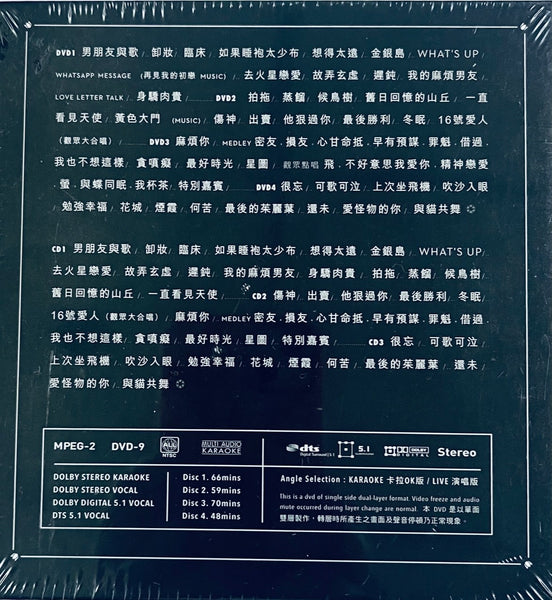 DVD1 男朋友與歌/ 卸妝/ 臨床/ 如果睡袍太少布/ 想得太遠/ 金銀島/ WHAT'S UP/
WHATSAPP MESSAGE (再見我的初戀 MUSIC)/ 去火星戀愛/ 故弄玄虛/ 遲鈍/ 我的麻煩男友/
LOVE LETTER TALK/ 身驕肉貴/ DVD2 拍拖/ 蒸鎦/ 候鳥樹/ 舊日回憶的山丘/ 一直
看見天使/ 黃色大門 (MUSIC)/ 傷神/ 出賣/ 他狠過你/ 最後勝利/ 冬眠/ 16號愛人
(觀眾大合唱)/ DVD3 麻煩你/ MEDLEY 密友.損友.心甘命抵.早有預謀.罪魁.借過.
我也不想這樣/ 貪嗔癡/ 最好時光/ 星圖/ 觀眾點唱 飛.不好意思我愛你.精神戀愛
.螢.與蝶同眠.我杯茶/ 特別嘉賓/ DVD4 很忘/ 可歌可泣/ 上次坐飛機/ 吹沙入眼
/ 勉強幸福/ 花城/ 煙霞/ 何苦/ 最後的茱麗葉/ 還未/ 愛怪物的你/ 與貓共舞
CD1 男朋友與歌/ 卸妝/ 臨床/ 如果睡袍太少布/ 想得太遠/ 金銀島/ WHAT'S UP/
去火星戀愛/ 故弄玄虛/ 遲鈍/ 我的麻煩男友/ 身驕肉貴/ 拍拖/ 蒸鎦/ 候鳥樹/
舊日回憶的山丘/ 一直看見天使/ CD2 傷神/ 出賣/ 他狠過你/ 最後勝利/ 冬眠/
16號愛人 (觀眾大合唱)/ 麻煩你/ MEDLEY 密友.損友.心甘命抵.早有預謀.罪魁.借過.
我也不想這樣/ 貪嗔癡/ 最好時光/ 星圖/ 特別嘉賓/ CD3 很忘/ 可歌可泣/
上次坐飛機/ 吹沙入眼/ 勉強幸福/ 花城/ 煙霞/ 何苦/ 最後的茱麗葉/ 還未/
愛怪物的你/ 與貓共舞
MPEG-2 DVD-9 ALL NTSC MULTI AUDIO KARAOKE dts Digital Surround 5.1 5.1 DOLBY DIGITAL Stereo
DOLBY STEREO KARAOKE Disc 1. 66mins
DOLBY STEREO VOCAL Disc 2. 59mins
DOLBY DIGITAL 5.1 VOCAL Disc 3. 70mins
DTS 5.1 VOCAL Disc 4. 48mins
Angle Selection : KARAOKE 卡拉OK版 / LIVE 演唱版
This is a dvd of single side dual-layer format. Video freeze and audio
mute occurred during layer change are normal. 本 DVD 是以單面
雙層製作，轉層時所產生之畫面及聲音停頓乃正常現象。